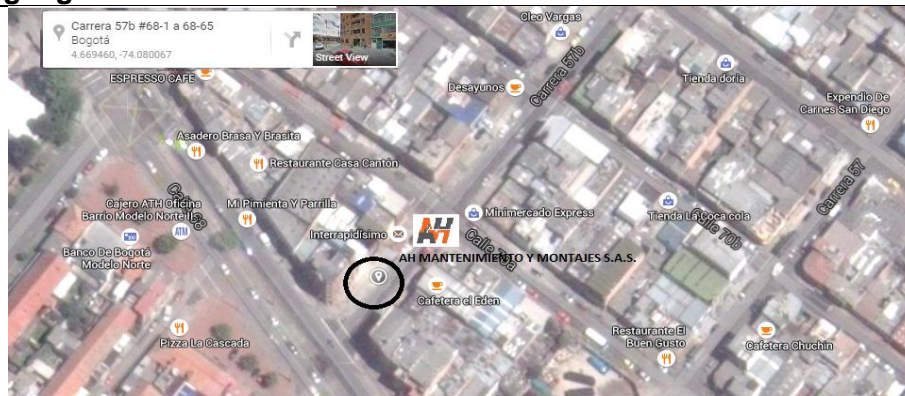 Carrera 57b #68-1 a 68-65
Bogotá
4.669460, -74.080067
Street View
Cleo Vargas
Carrera 57b
ESPRESSO CAFE
Desayunos
Tienda doria
Expendio De
Carnes San Diego
Asadero Brasa Y Brasita
Restaurante Casa Cantón
Carrera 57
Cajero ATH Oficina
Barrio Modelo Norte II
ATM
Mi Pimienta Y Parrilla
Interrapidísimo
AH
Minimercado Express
Tienda La Coca cola
Calle 70b
Banco De Bogotá
Modelo Norte
AH MANTENIMIENTO Y MONTAJES S.A.S.
Cafetera el Eden
Pizza La Cascada
Restaurante El
Buen Gusto
Cafetera Chuchin